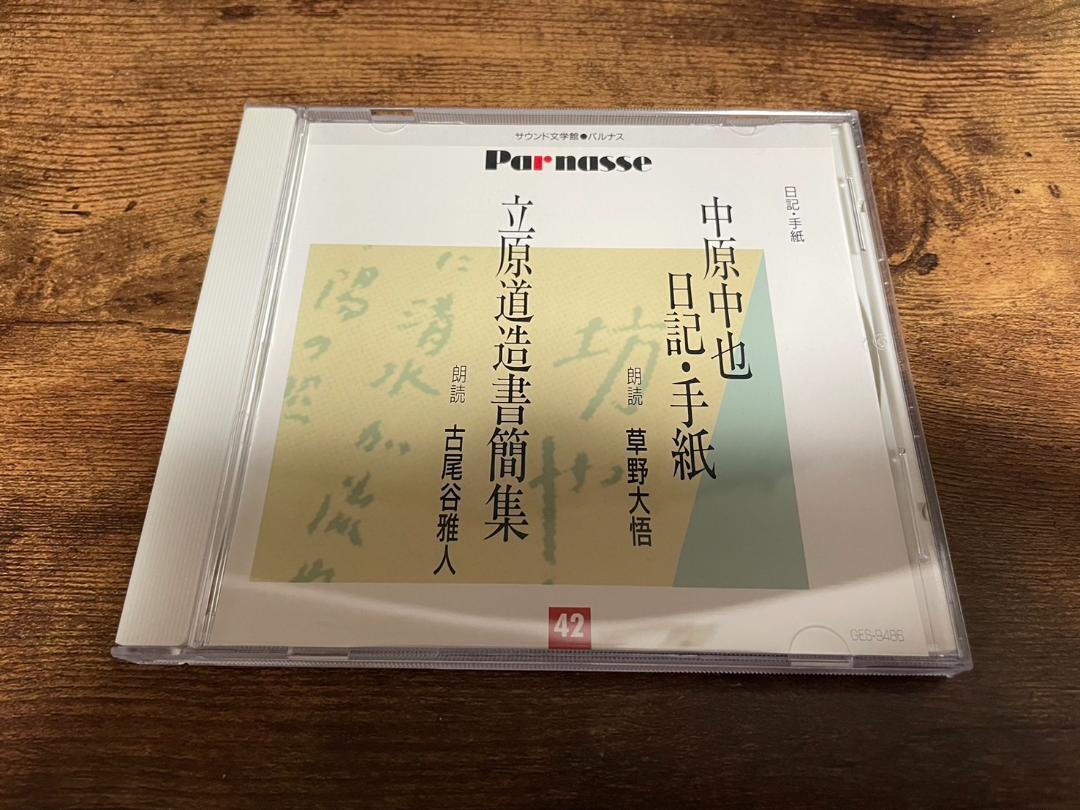 サウンド文学館●パルナス
Parnasse
日記・手紙
中原中也
日記・手紙
朗読 草野大悟
立原道造書簡集
朗読 古尾谷雅人
42
GES-9486